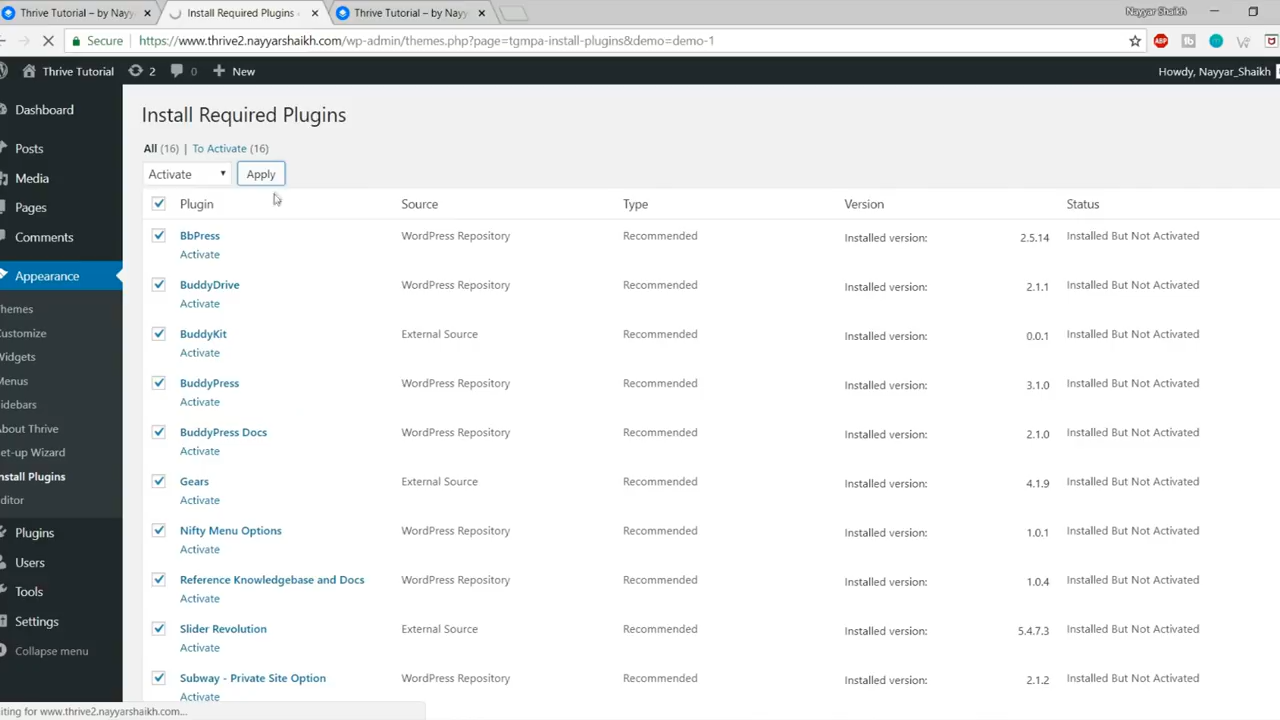 Thrive Tutorial – by Nayy
Install Required Plugins
Thrive Tutorial – by Nayy
Nayyar Shaikh
Secure
https://www.thrive2.nayyarshaikh.com/wp-admin/themes.php?page=tgmpa-install-plugins&demo=demo-1
ABP
Thrive Tutorial
2
0
New
Howdy, Nayyar_Shaikh
Dashboard
Posts
Media
Pages
Comments
Appearance
hemes
ustomize
Widgets
Menus
idebars
About Thrive
et-up Wizard
nstall Plugins
ditor
Plugins
Users
Tools
Settings
Collapse menu
Install Required Plugins
All (16) | To Activate (16)
Activate
Apply
Plugin Source Type Version Status
BbPress WordPress Repository Recommended Installed version: 2.5.14 Installed But Not Activated
Activate
BuddyDrive WordPress Repository Recommended Installed version: 2.1.1 Installed But Not Activated
Activate
BuddyKit External Source Recommended Installed version: 0.0.1 Installed But Not Activated
Activate
BuddyPress WordPress Repository Recommended Installed version: 3.1.0 Installed But Not Activated
Activate
BuddyPress Docs WordPress Repository Recommended Installed version: 2.1.0 Installed But Not Activated
Activate
Gears External Source Recommended Installed version: 4.1.9 Installed But Not Activated
Activate
Nifty Menu Options WordPress Repository Recommended Installed version: 1.0.1 Installed But Not Activated
Activate
Reference Knowledgebase and Docs WordPress Repository Recommended Installed version: 1.0.4 Installed But Not Activated
Activate
Slider Revolution External Source Recommended Installed version: 5.4.7.3 Installed But Not Activated
Activate
Subway - Private Site Option WordPress Repository Recommended Installed version: 2.1.2 Installed But Not Activated
Activate
iting for www.thrive2.nayyarshaikh.com...